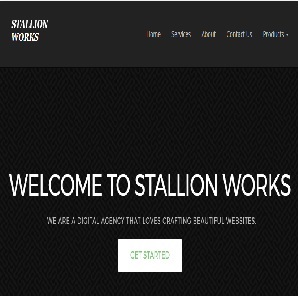 STALLION
WORKS
Home Services About Contact Us Products
WELCOME TO STALLION WORKS
WE ARE A DIGITAL AGENCY THAT LOVES CRAFTING BEAUTIFUL WEBSITES.
GET STARTED